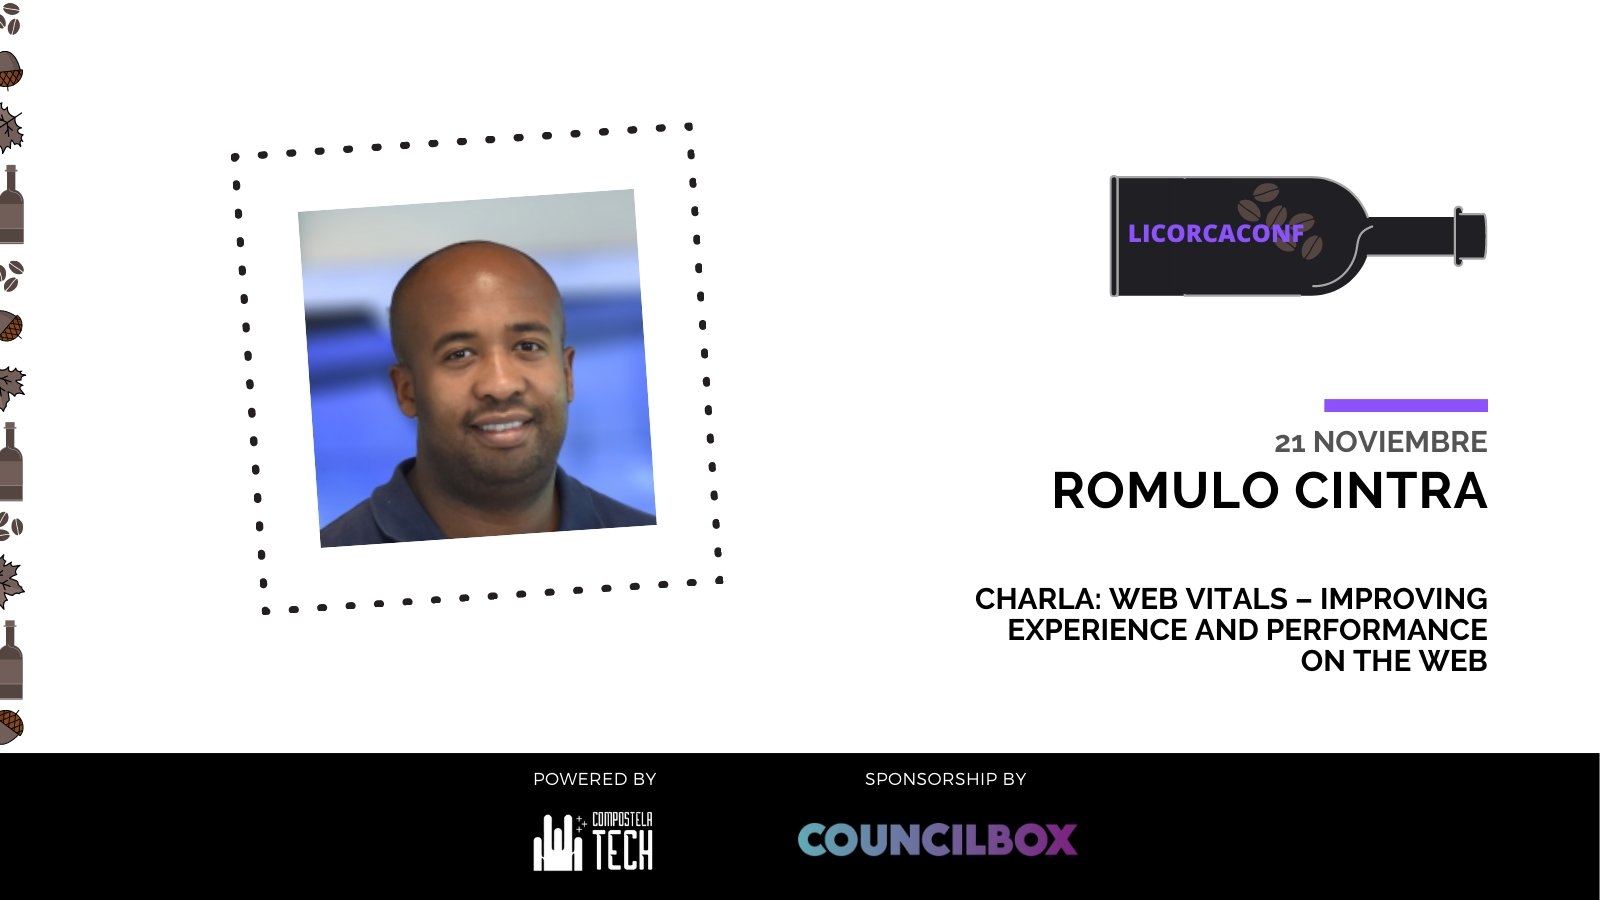 LICORCACONF
21 NOVIEMBRE
ROMULO CINTRA
CHARLA: WEB VITALS – IMPROVING
EXPERIENCE AND PERFORMANCE
ON THE WEB
POWERED BY
COMPOSTELA
TECH
SPONSORSHIP BY
COUNCILBOX